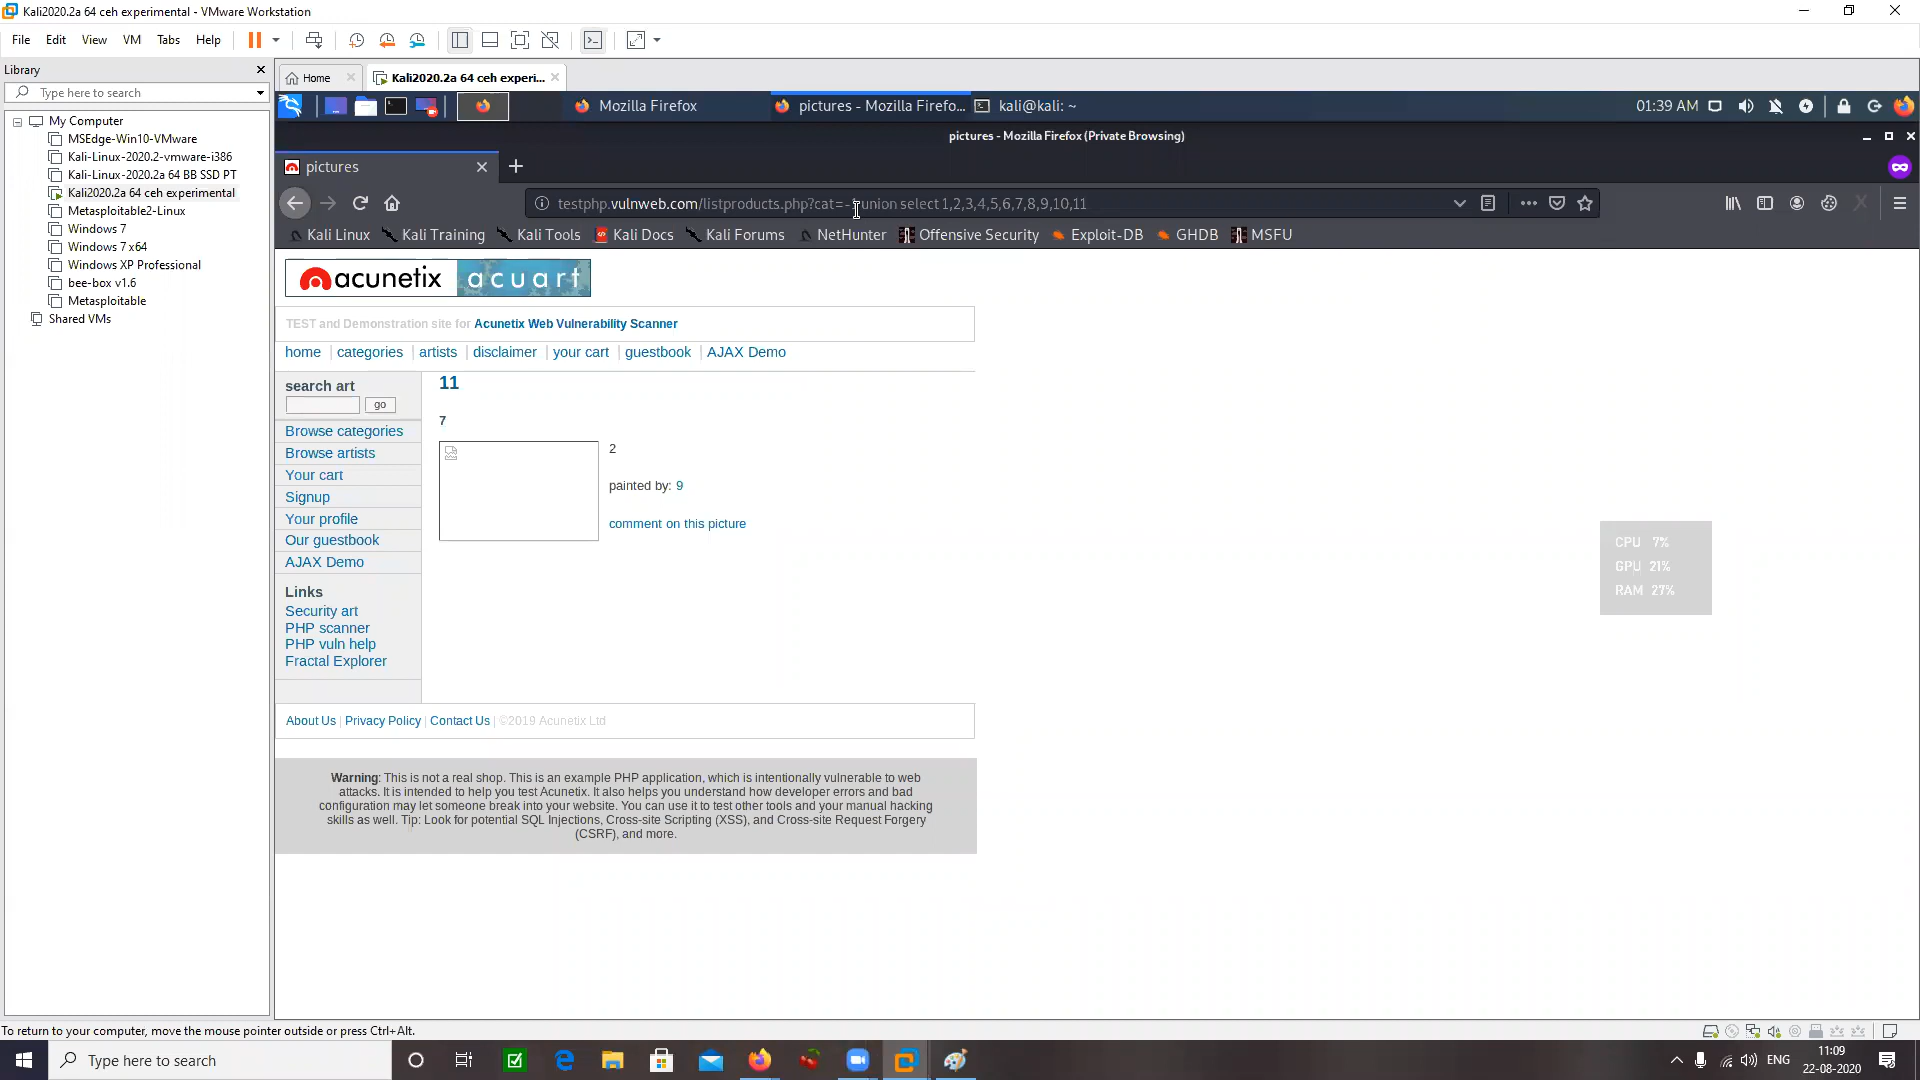 Kali2020.2a 64 ceh experimental - VMware Workstation
File Edit View VM Tabs Help
Library
Type here to search
My Computer
MSEdge-Win10-VMware
Kali-Linux-2020.2-vmware-i386
Kali-Linux-2020.2a 64 BB SSD PT
Kali2020.2a 64 ceh experimental
Metasploitable2-Linux
Windows 7
Windows 7 x64
Windows XP Professional
bee-box v1.6
Metasploitable
Shared VMs
Home Kali2020.2a 64 ceh experi...
Mozilla Firefox pictures - Mozilla Firefo... kali@kali: ~ 01:39 AM
pictures - Mozilla Firefox (Private Browsing)
pictures
testphp.vulnweb.com/listproducts.php?cat=- union select 1,2,3,4,5,6,7,8,9,10,11
Kali Linux Kali Training Kali Tools Kali Docs Kali Forums NetHunter Offensive Security Exploit-DB GHDB MSFU
acunetix acuart
TEST and Demonstration site for Acunetix Web Vulnerability Scanner
home | categories | artists | disclaimer | your cart | guestbook | AJAX Demo
search art
go
Browse categories
Browse artists
Your cart
Signup
Your profile
Our guestbook
AJAX Demo
Links
Security art
PHP scanner
PHP vuln help
Fractal Explorer
11
7
2
painted by: 9
comment on this picture
CPU 7%
GPU 21%
RAM 27%
About Us | Privacy Policy | Contact Us | ©2019 Acunetix Ltd
Warning: This is not a real shop. This is an example PHP application, which is intentionally vulnerable to web
attacks. It is intended to help you test Acunetix. It also helps you understand how developer errors and bad
configuration may let someone break into your website. You can use it to test other tools and your manual hacking
skills as well. Tip: Look for potential SQL Injections, Cross-site Scripting (XSS), and Cross-site Request Forgery
(CSRF), and more.
To return to your computer, move the mouse pointer outside or press Ctrl+Alt.
Type here to search
ENG
11:09
22-08-2020